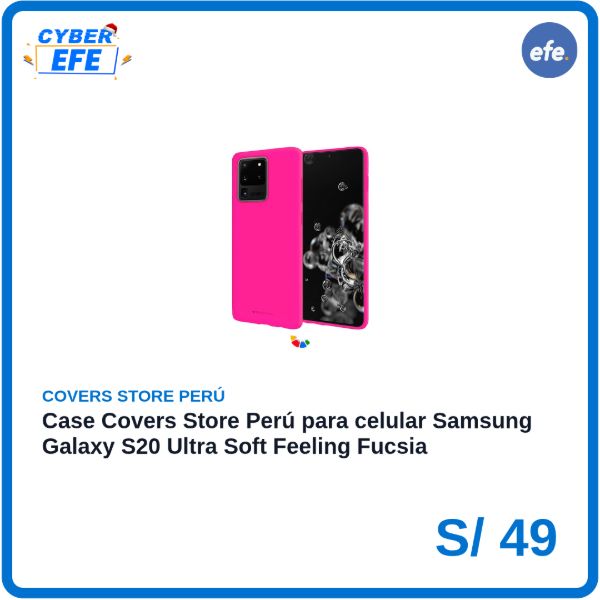 CYBER
EFE
efe.
COVERS STORE PERÚ
Case Covers Store Perú para celular Samsung
Galaxy S20 Ultra Soft Feeling Fucsia
S/ 49